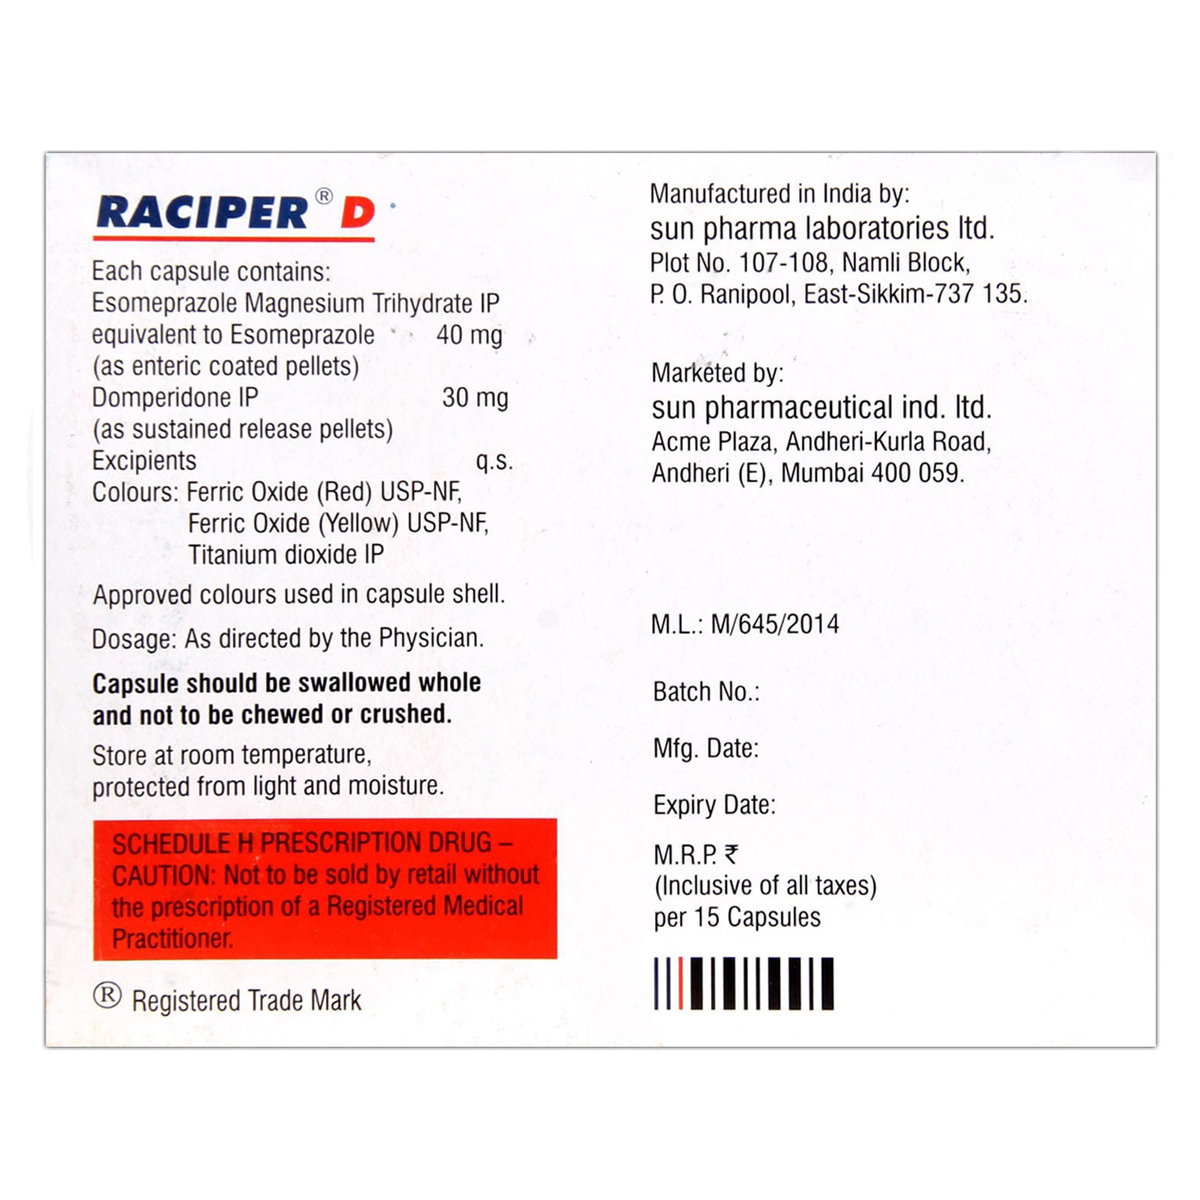 RACIPER® D
Each capsule contains:
Esomeprazole Magnesium Trihydrate IP
equivalent to Esomeprazole 40 mg
(as enteric coated pellets)
Domperidone IP 30 mg
(as sustained release pellets)
Excipients q.s.
Colours: Ferric Oxide (Red) USP-NF,
Ferric Oxide (Yellow) USP-NF,
Titanium dioxide IP
Approved colours used in capsule shell.
Dosage: As directed by the Physician.
Capsule should be swallowed whole
and not to be chewed or crushed.
Store at room temperature,
protected from light and moisture.
SCHEDULE H PRESCRIPTION DRUG –
CAUTION: Not to be sold by retail without
the prescription of a Registered Medical
Practitioner.
® Registered Trade Mark
Manufactured in India by:
sun pharma laboratories ltd.
Plot No. 107-108, Namli Block,
P. O. Ranipool, East-Sikkim-737 135.
Marketed by:
sun pharmaceutical ind. ltd.
Acme Plaza, Andheri-Kurla Road,
Andheri (E), Mumbai 400 059.
M.L.: M/645/2014
Batch No.:
Mfg. Date:
Expiry Date:
M.R.P. ₹
(Inclusive of all taxes)
per 15 Capsules